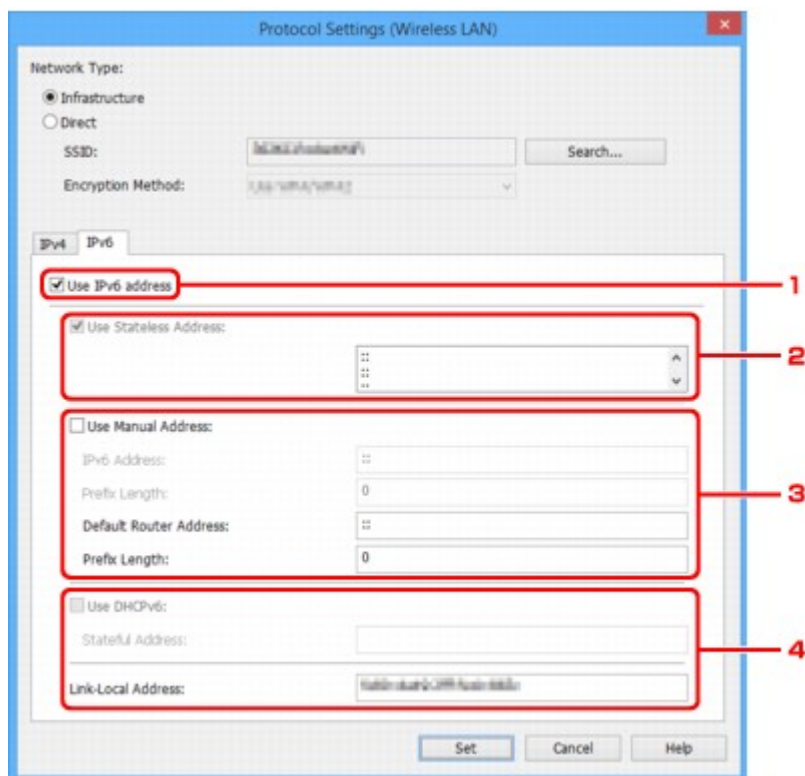 Protocol Settings (Wireless LAN)
Network Type:
Infrastructure
Direct
SSID:
Search...
Encryption Method:
IPv4 IPv6
Use IPv6 address
1
Use Stateless Address:
::
::
::
2
Use Manual Address:
IPv6 Address: ::
Prefix Length: 0
3
Default Router Address: ::
Prefix Length: 0
Use DHCPv6:
Stateful Address:
4
Link-Local Address:
Set Cancel Help